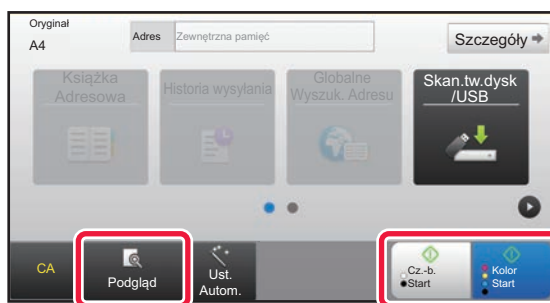 Oryginał
A4
Adres
Zewnętrzna pamięć
Szczegóły
Książka
Adresowa
Historia wysyłania
Globalne
Wyszuk. Adresu
Skan.tw.dysk
/USB
CA
Podgląd
Ust.
Autom.
Cz.-b.
Start
Kolor
Start